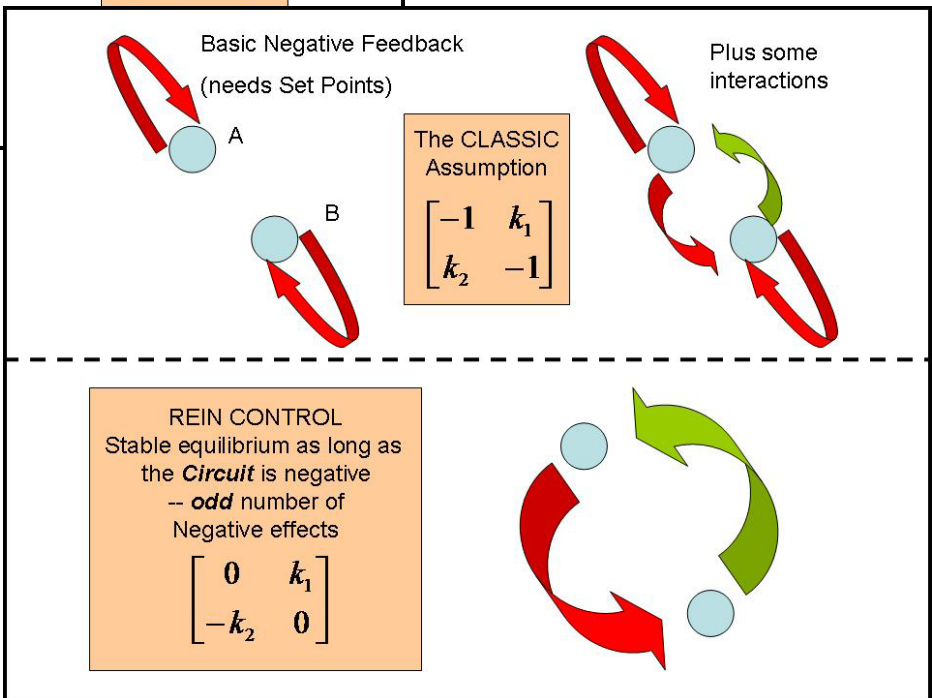 Basic Negative Feedback
(needs Set Points)
A
B
The CLASSIC
Assumption
[−1 k₁
k₂ −1]
Plus some
interactions
REIN CONTROL
Stable equilibrium as long as
the Circuit is negative
-- odd number of
Negative effects
[0 k₁
−k₂ 0]